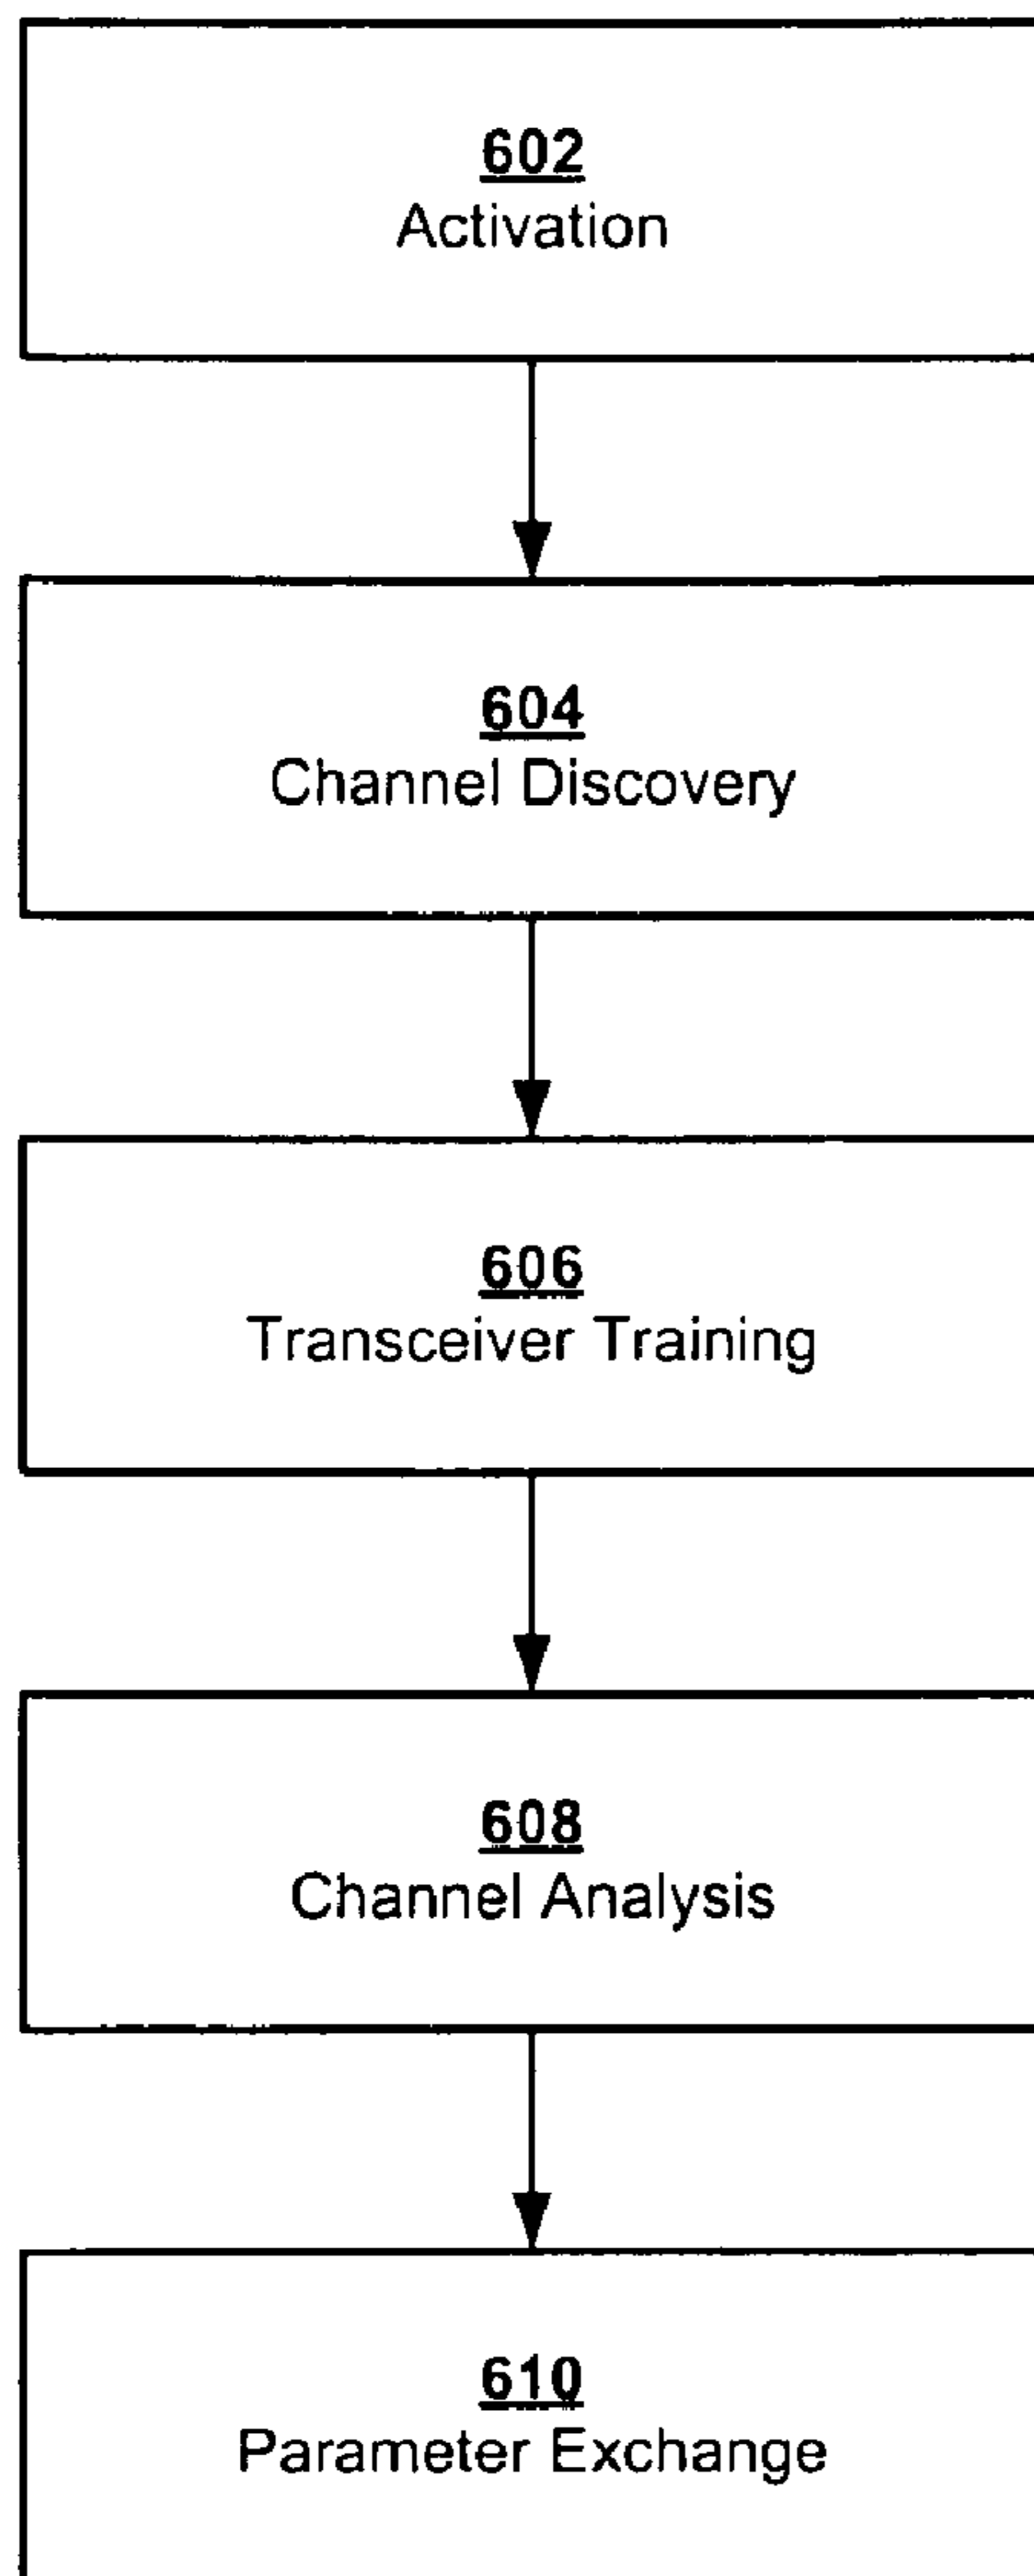 602
Activation
604
Channel Discovery
606
Transceiver Training
608
Channel Analysis
610
Parameter Exchange